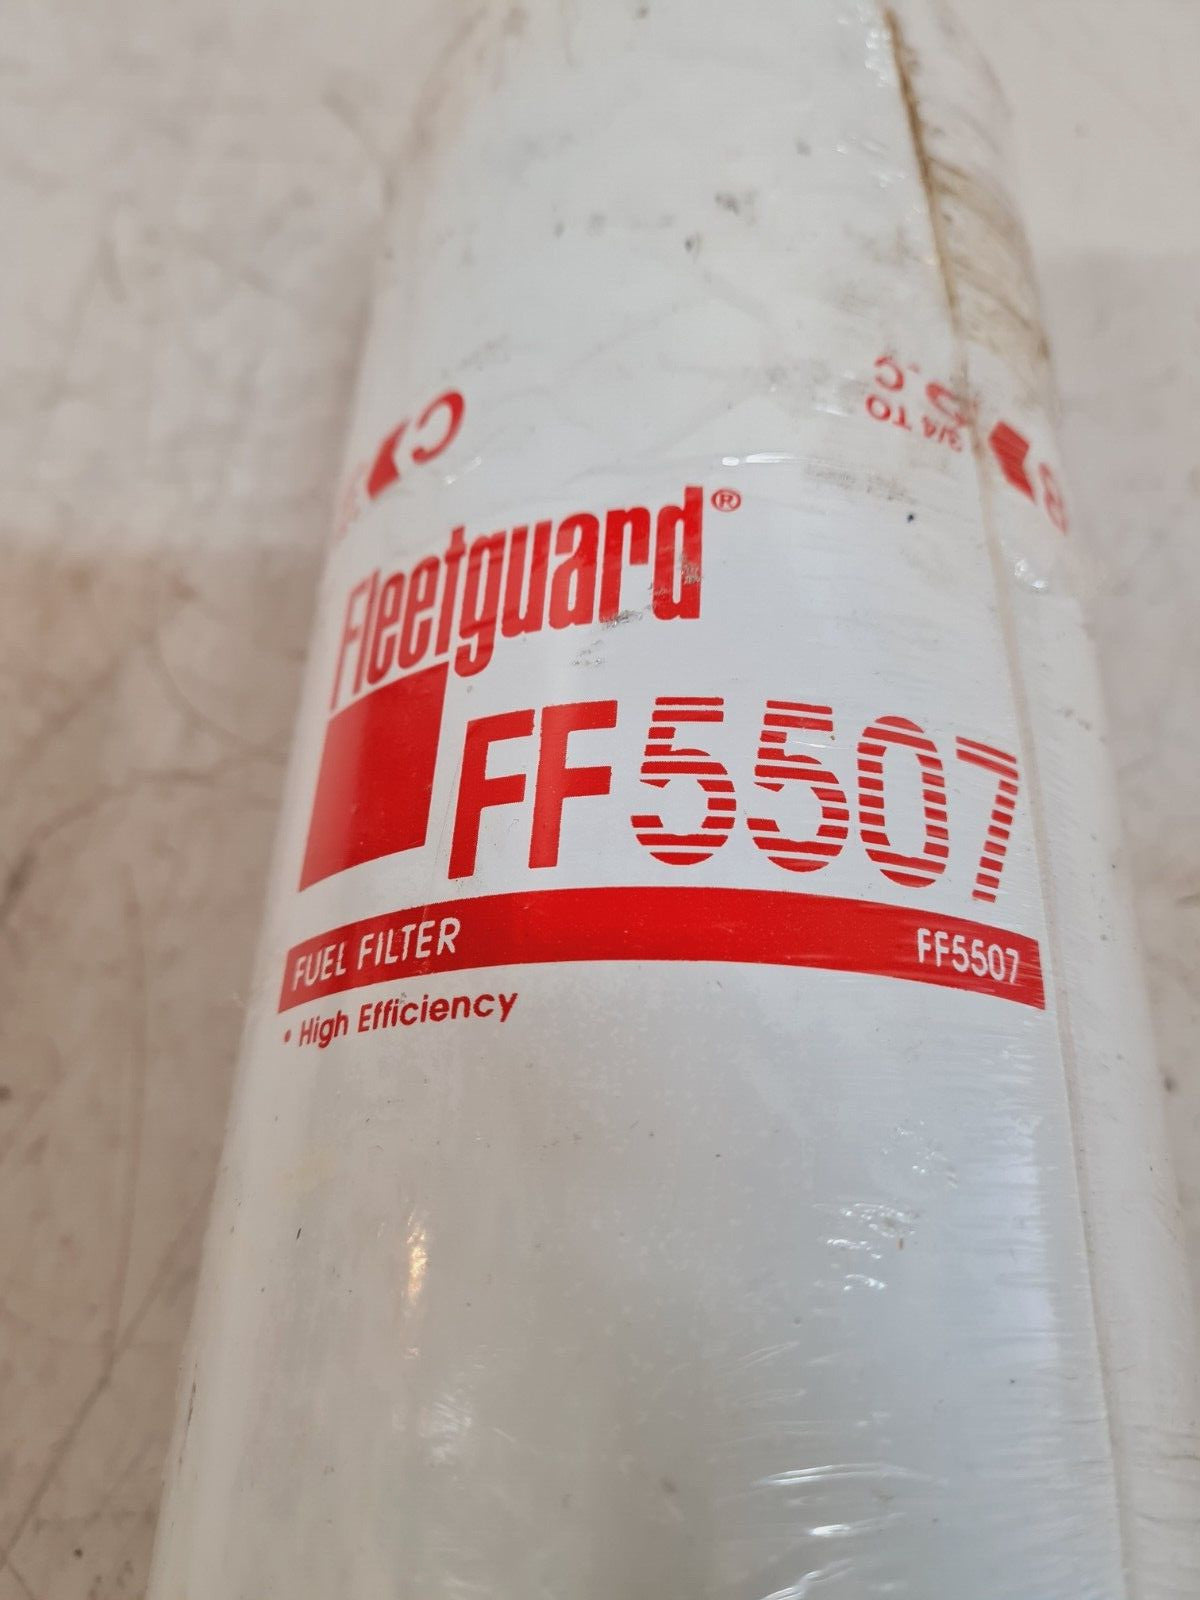 C
3/4 TO
Fleetguard®
FF5507
FUEL FILTER FF5507
• High Efficiency